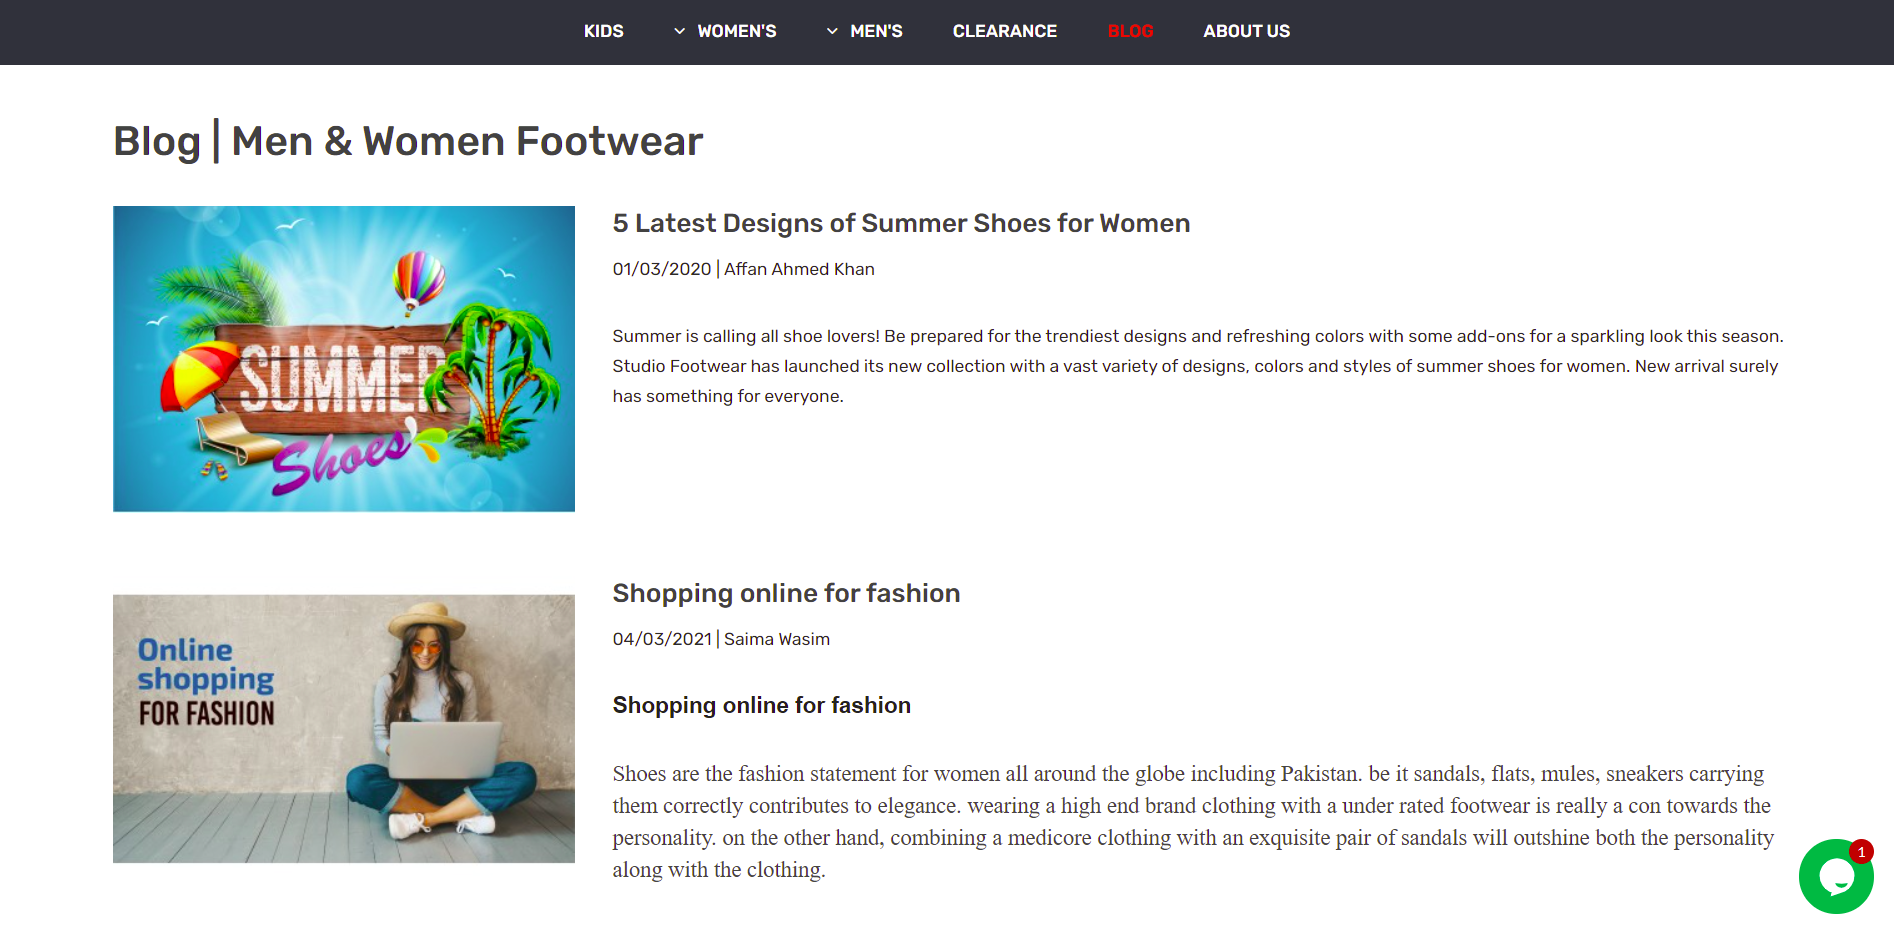 KIDS WOMEN'S MEN'S CLEARANCE BLOG ABOUT US
Blog | Men & Women Footwear
SUMMER
Shoes
5 Latest Designs of Summer Shoes for Women
01/03/2020 | Affan Ahmed Khan
Summer is calling all shoe lovers! Be prepared for the trendiest designs and refreshing colors with some add-ons for a sparkling look this season.
Studio Footwear has launched its new collection with a vast variety of designs, colors and styles of summer shoes for women. New arrival surely
has something for everyone.
Online
shopping
FOR FASHION
Shopping online for fashion
04/03/2021 | Saima Wasim
Shopping online for fashion
Shoes are the fashion statement for women all around the globe including Pakistan. be it sandals, flats, mules, sneakers carrying
them correctly contributes to elegance. wearing a high end brand clothing with a under rated footwear is really a con towards the
personality. on the other hand, combining a medicore clothing with an exquisite pair of sandals will outshine both the personality
along with the clothing.
1